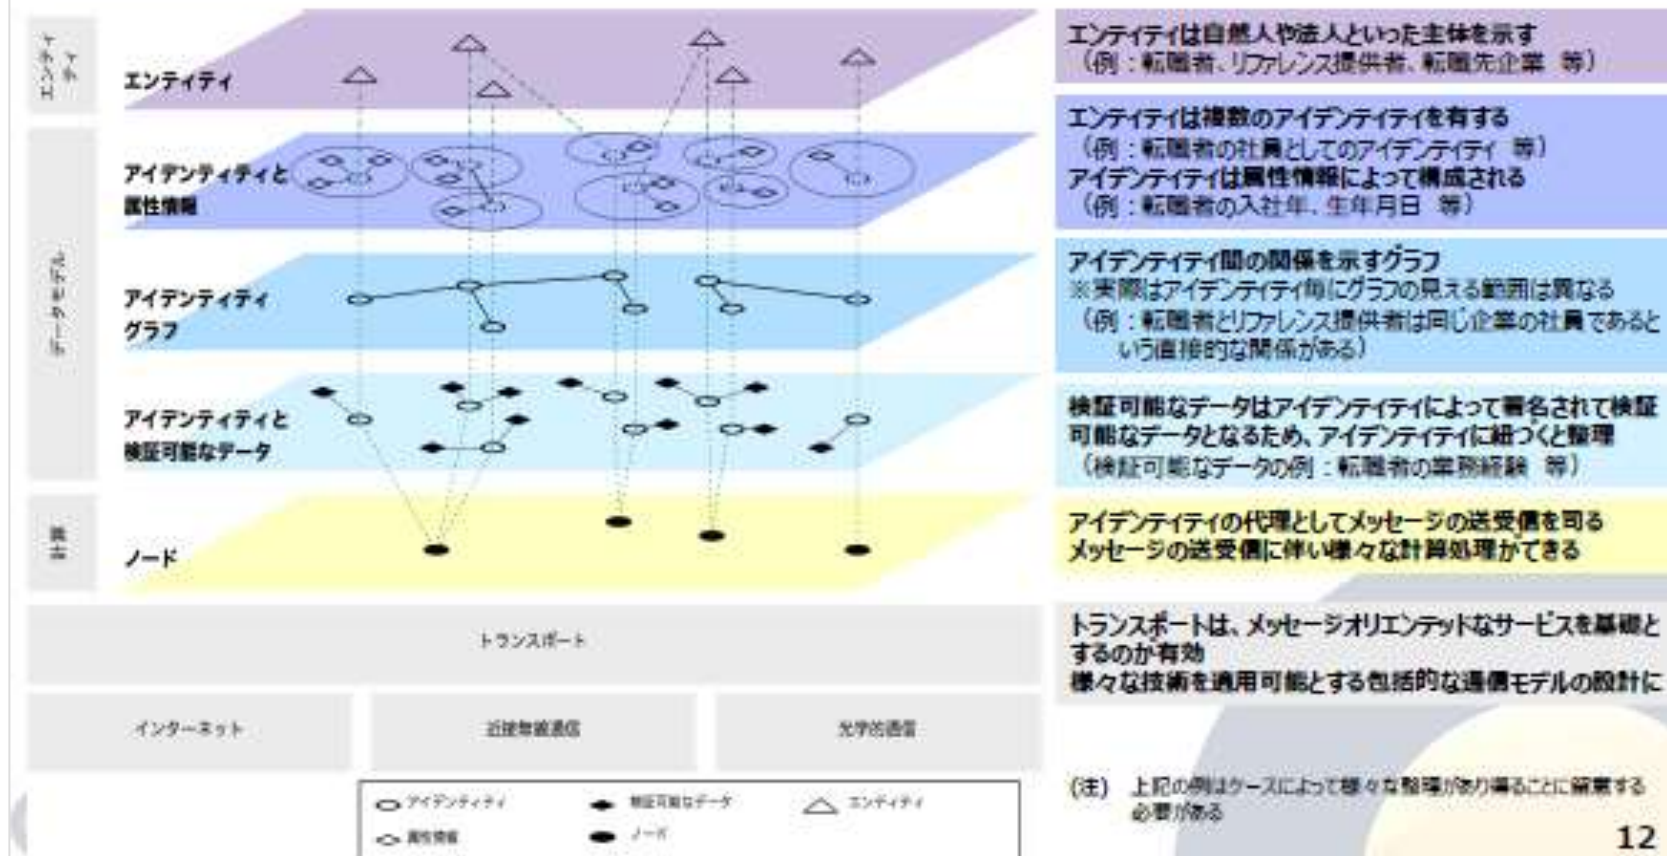 エンティ
ティ
エンティティ
エンティティは自然人や法人といった主体を示す
(例：転職者、リファレンス提供者、転職先企業 等)
データモデル
アイデンティティと
属性情報
エンティティは複数のアイデンティティを有する
(例：転職者の社員としてのアイデンティティ 等)
アイデンティティは属性情報によって構成される
(例：転職者の入社年、生年月日 等)
アイデンティティ
グラフ
アイデンティティ間の関係を示すグラフ
※実際はアイデンティティ毎にグラフの見える範囲は異なる
(例：転職者とリファレンス提供者は同じ企業の社員であると
いう直接的な関係がある)
アイデンティティと
検証可能なデータ
検証可能なデータはアイデンティティによって署名されて検証
可能なデータとなるため、アイデンティティに紐づくと整理
(検証可能なデータの例：転職者の業務経験 等)
計算
ノード
アイデンティティの代理としてメッセージの送受信を司る
メッセージの送受信に伴い様々な計算処理ができる
トランスポート
トランスポートは、メッセージオリエンテッドなサービスを基礎と
するのが有効
様々な技術を適用可能とする包括的な通信モデルの設計に
インターネット
近接無線通信
光学的通信
アイデンティティ
検証可能なデータ
エンティティ
属性情報
ノード
(注) 上記の例はケースによって様々な整理があり得ることに留意する
必要がある
12